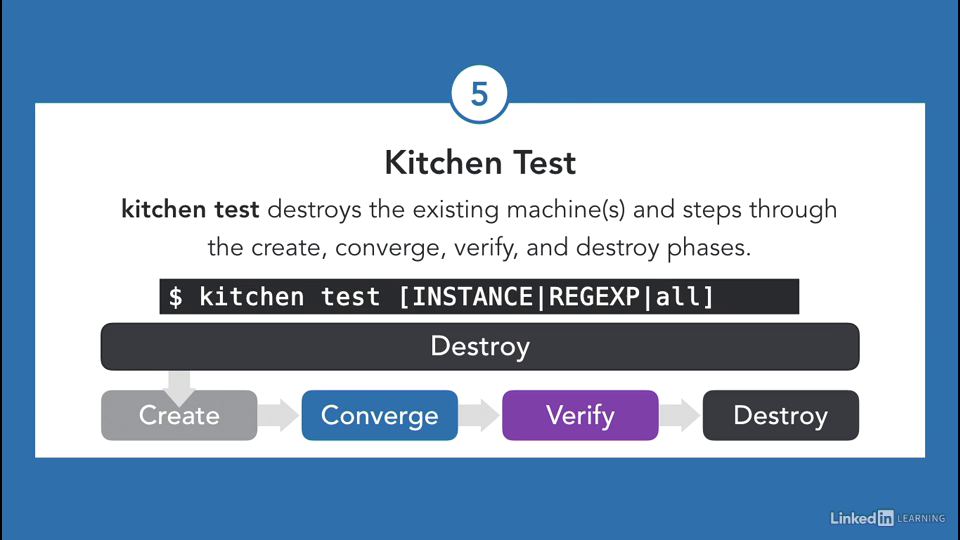 5
Kitchen Test
kitchen test destroys the existing machine(s) and steps through
the create, converge, verify, and destroy phases.
$ kitchen test [INSTANCE|REGEXP|all]
Destroy
Create Converge Verify Destroy
LinkedIn LEARNING